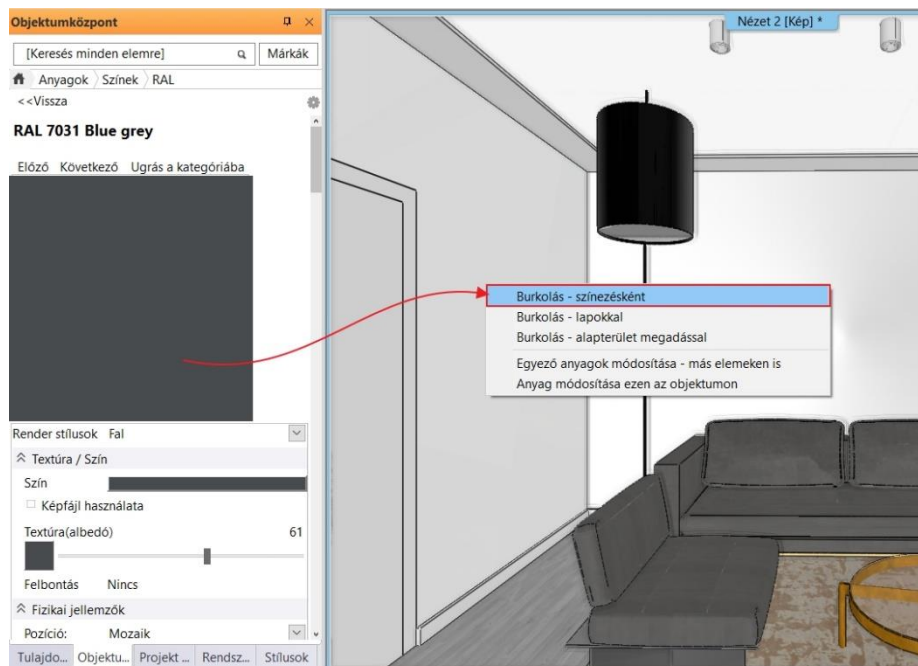 Objektumközpont
[Keresés minden elemre]
Márkák
Anyagok Színek RAL
<<Vissza
RAL 7031 Blue grey
Előző Következő Ugrás a kategóriába
Render stílusok Fal
Textúra / Szín
Szín
Képfájl használata
Textúra(albedó) 61
Felbontás Nincs
Fizikai jellemzők
Pozíció: Mozaik
Tulajdo... Objektu... Projekt ... Rendsz... Stílusok
Nézet 2 [Kép] *
Burkolás - színezésként
Burkolás - lapokkal
Burkolás - alapterület megadással
Egyező anyagok módosítása - más elemeken is
Anyag módosítása ezen az objektumon